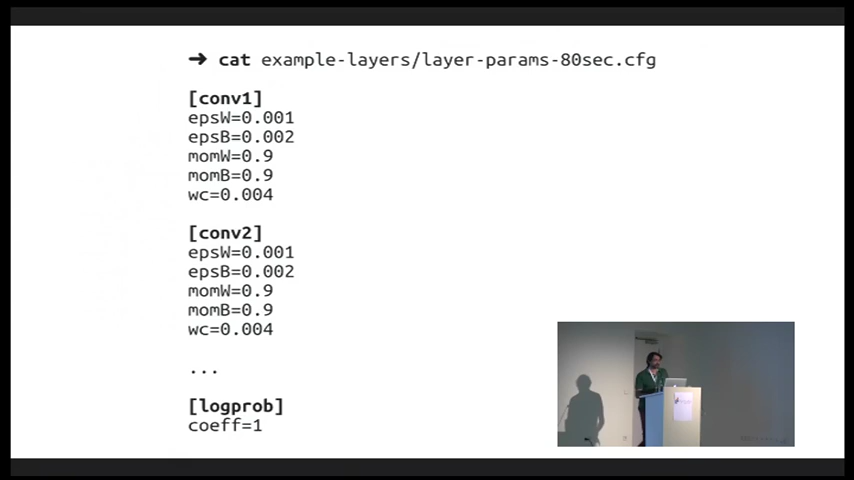 ➜ cat example-layers/layer-params-80sec.cfg
[conv1]
epsW=0.001
epsB=0.002
momW=0.9
momB=0.9
wc=0.004
[conv2]
epsW=0.001
epsB=0.002
momW=0.9
momB=0.9
wc=0.004
...
[logprob]
coeff=1